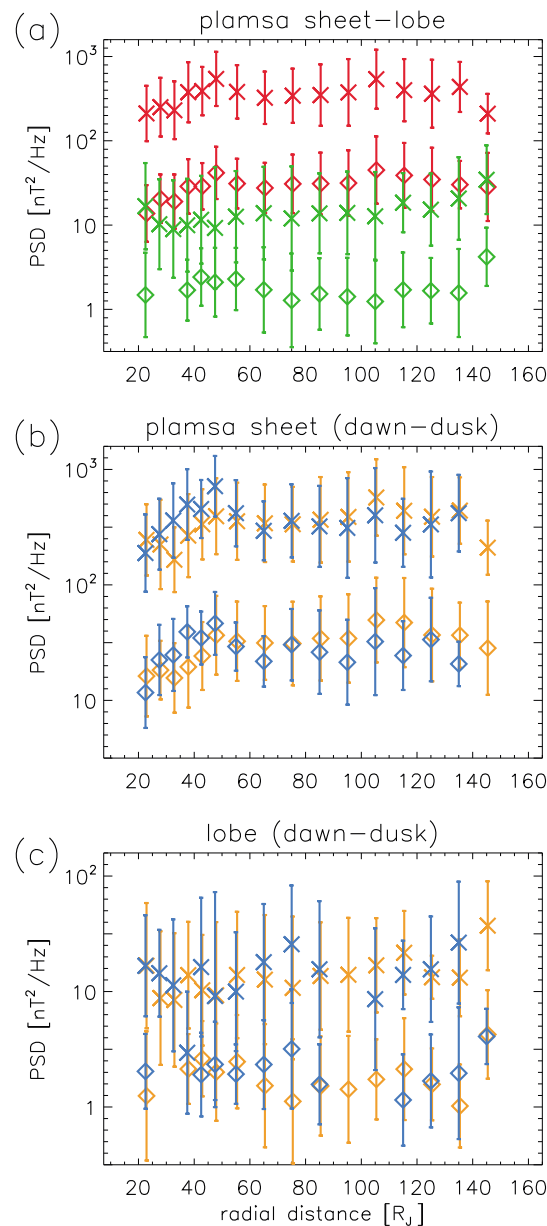 (a)
plamsa sheet−lobe
10³
10²
10
1
PSD [nT²/Hz]
20 40 60 80 100 120 140 160
(b)
plamsa sheet (dawn−dusk)
10³
10²
10
PSD [nT²/Hz]
20 40 60 80 100 120 140 160
(c)
lobe (dawn−dusk)
10²
10
1
PSD [nT²/Hz]
20 40 60 80 100 120 140 160
radial distance [R_J]